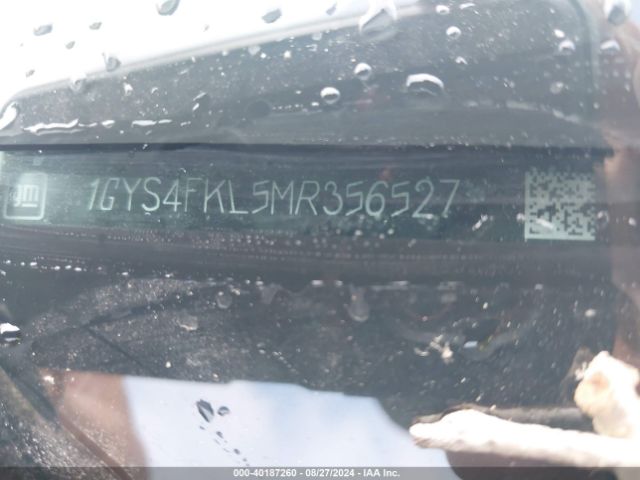 gm 1GYS4FKL5MR356527
000-40187260 - 08/27/2024 - IAA Inc.